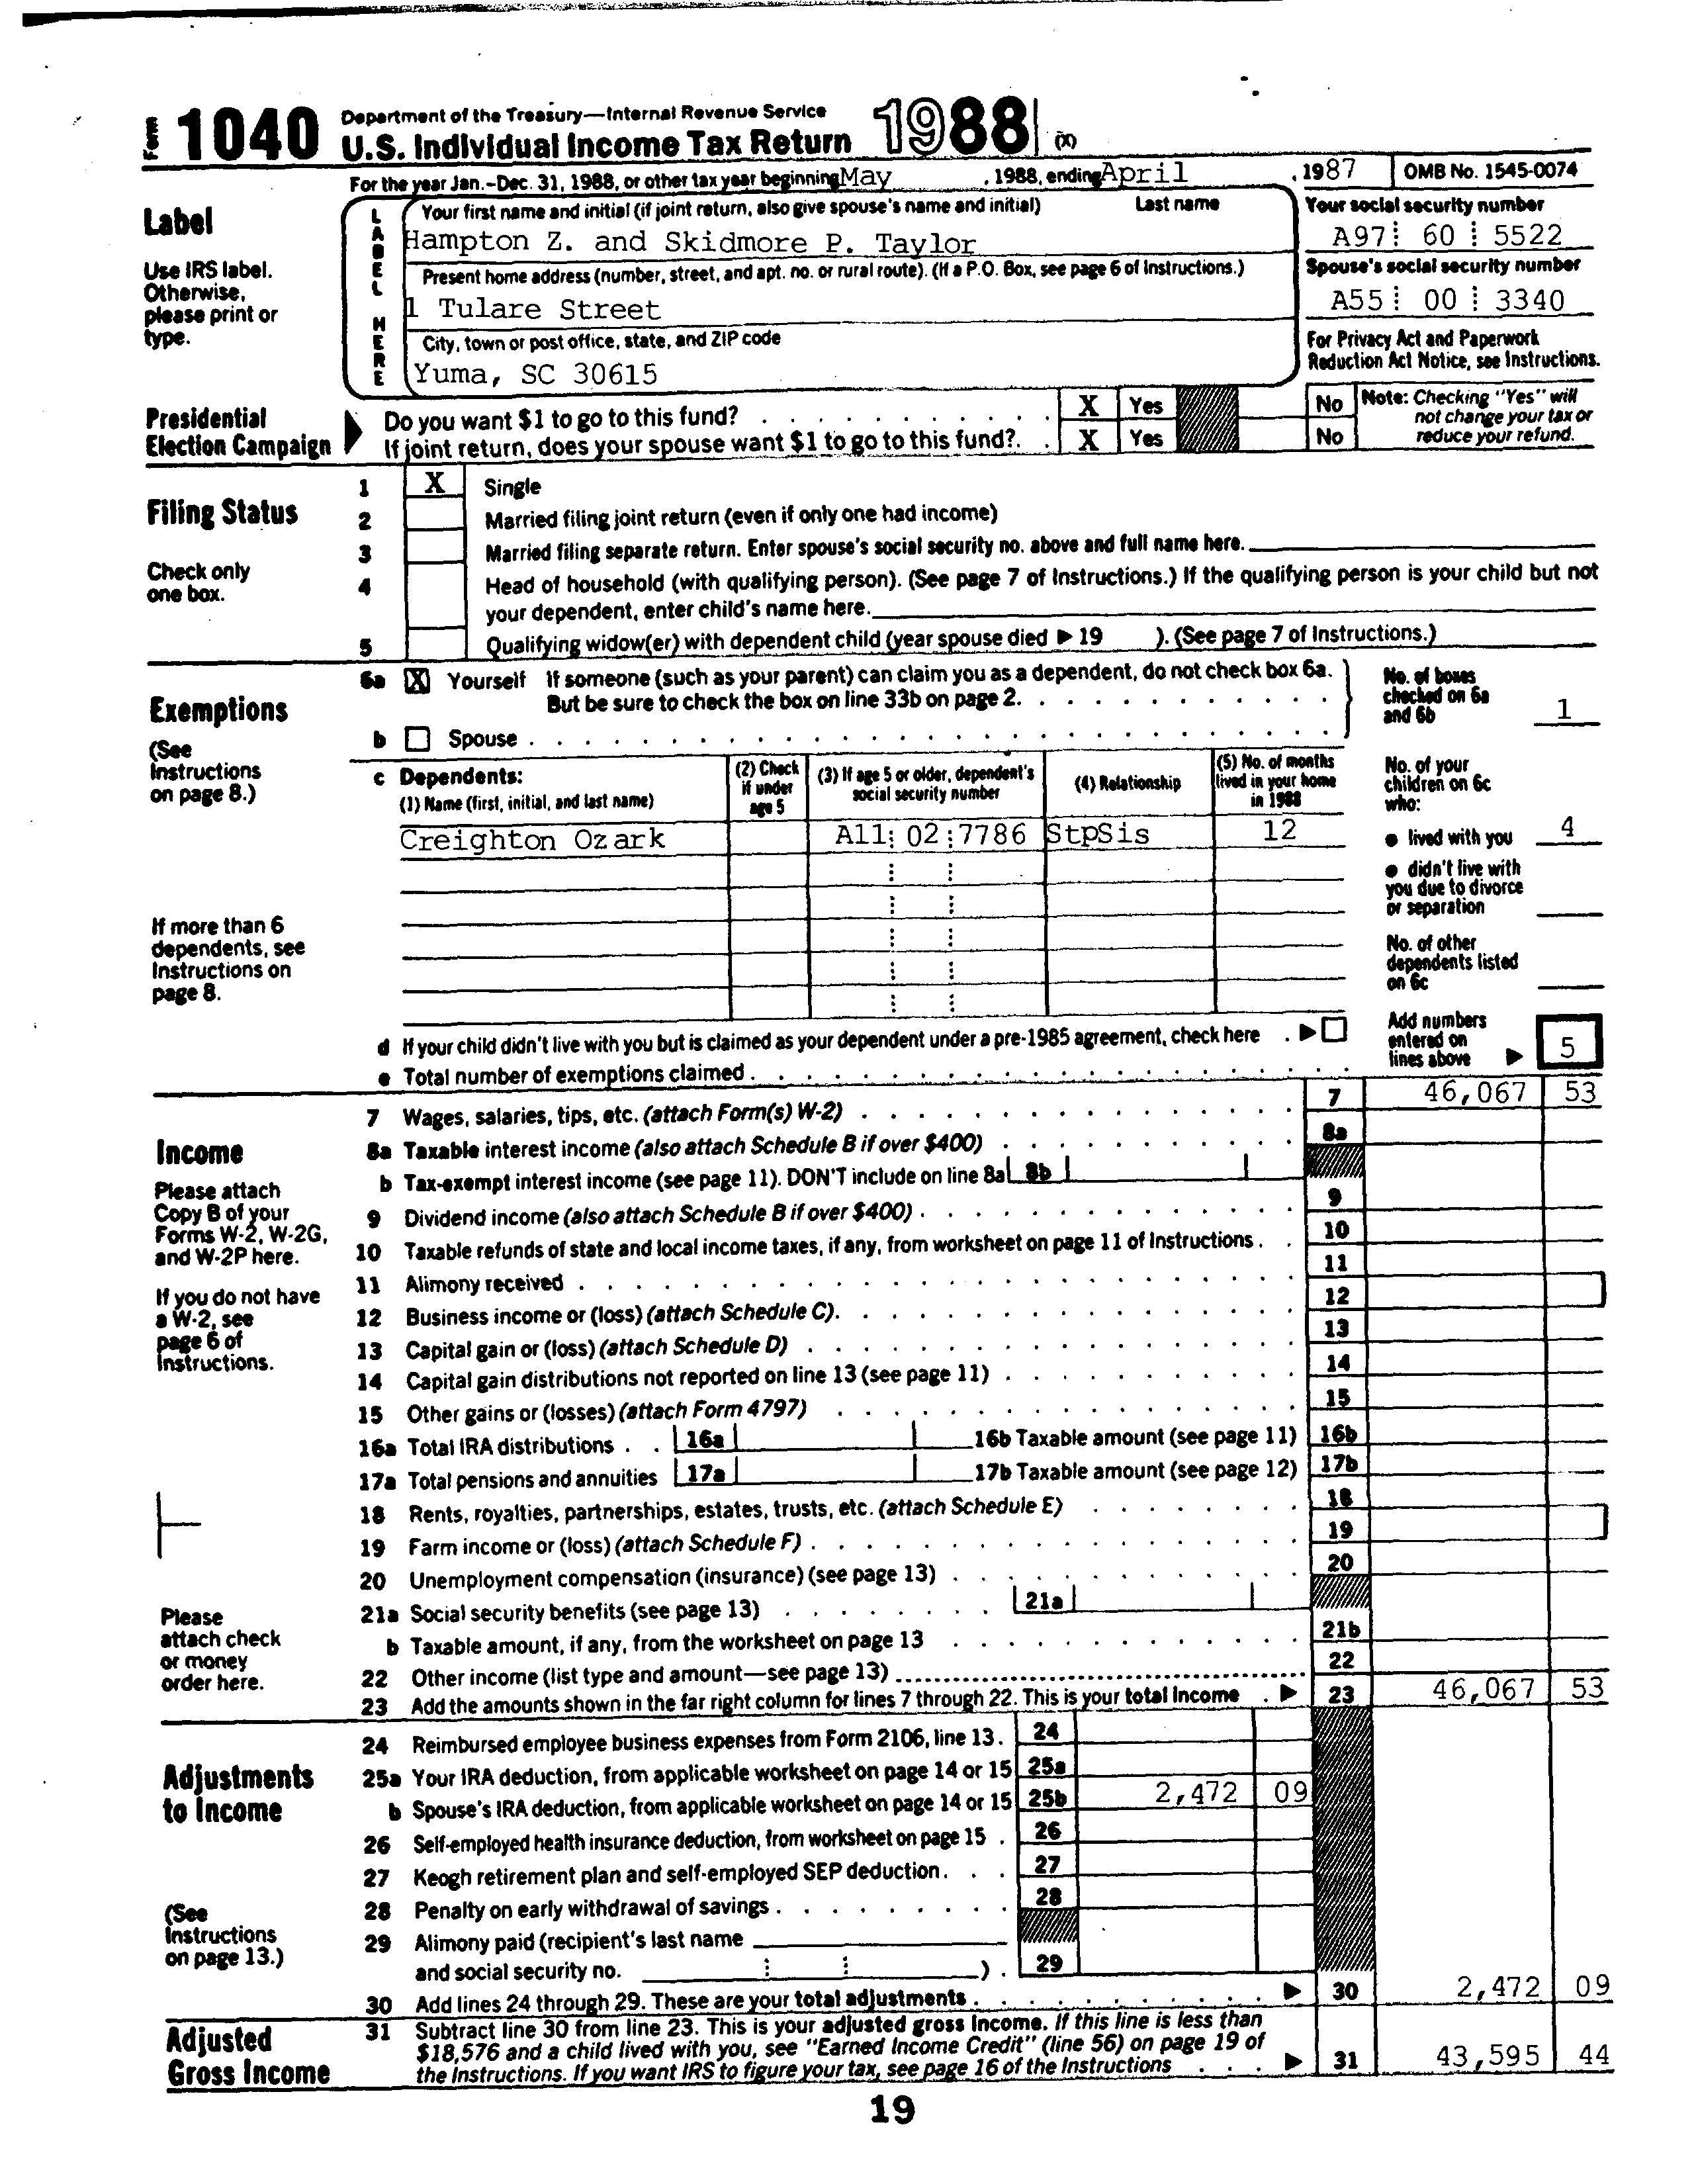 Form 1040 Department of the Treasury—Internal Revenue Service
U.S. Individual Income Tax Return 1988 (X)
For the year Jan.-Dec. 31, 1988, or other tax year beginning May , 1988, ending April , 1987 OMB No. 1545-0074
Label
Use IRS label.
Otherwise,
please print or
type.
LABEL HERE
Your first name and initial (if joint return, also give spouse's name and initial) Last name
Hampton Z. and Skidmore P. Taylor
Present home address (number, street, and apt. no. or rural route). (If a P.O. Box, see page 6 of Instructions.)
1 Tulare Street
City, town or post office, state, and ZIP code
Yuma, SC 30615
Your social security number
A97 60 5522
Spouse's social security number
A55 00 3340
For Privacy Act and Paperwork
Reduction Act Notice, see Instructions.
Presidential
Election Campaign
Do you want $1 to go to this fund? X Yes No
If joint return, does your spouse want $1 to go to this fund?. X Yes No
Note: Checking "Yes" will
not change your tax or
reduce your refund.
Filing Status
Check only
one box.
1 X Single
2 Married filing joint return (even if only one had income)
3 Married filing separate return. Enter spouse's social security no. above and full name here.
4 Head of household (with qualifying person). (See page 7 of Instructions.) If the qualifying person is your child but not
your dependent, enter child's name here.
5 Qualifying widow(er) with dependent child (year spouse died ▶ 19 ). (See page 7 of Instructions.)
Exemptions
(See
Instructions
on page 8.)
If more than 6
dependents, see
Instructions on
page 8.
6a X Yourself If someone (such as your parent) can claim you as a dependent, do not check box 6a.
But be sure to check the box on line 33b on page 2.
b Spouse
c Dependents:
(1) Name (first, initial, and last name)
(2) Check
if under
age 5
(3) If age 5 or older, dependent's
social security number
(4) Relationship
(5) No. of months
lived in your home
in 1988
Creighton Ozark A11 02 7786 StpSis 12
No. of boxes
checked on 6a
and 6b 1
No. of your
children on 6c
who:
● lived with you 4
● didn't live with
you due to divorce
or separation
No. of other
dependents listed
on 6c
d If your child didn't live with you but is claimed as your dependent under a pre-1985 agreement, check here . ▶
e Total number of exemptions claimed
Add numbers
entered on
lines above ▶ 5
Income
Please attach
Copy B of your
Forms W-2, W-2G,
and W-2P here.
If you do not have
a W-2, see
page 6 of
Instructions.
Please
attach check
or money
order here.
7 Wages, salaries, tips, etc. (attach Form(s) W-2) 7 46,067 53
8a Taxable interest income (also attach Schedule B if over $400) 8a
b Tax-exempt interest income (see page 11). DON'T include on line 8a 8b
9 Dividend income (also attach Schedule B if over $400) 9
10 Taxable refunds of state and local income taxes, if any, from worksheet on page 11 of Instructions 10
11 Alimony received 11
12 Business income or (loss) (attach Schedule C). 12
13 Capital gain or (loss) (attach Schedule D) 13
14 Capital gain distributions not reported on line 13 (see page 11) 14
15 Other gains or (losses) (attach Form 4797) 15
16a Total IRA distributions 16a 16b Taxable amount (see page 11) 16b
17a Total pensions and annuities 17a 17b Taxable amount (see page 12) 17b
18 Rents, royalties, partnerships, estates, trusts, etc. (attach Schedule E) 18
19 Farm income or (loss) (attach Schedule F) 19
20 Unemployment compensation (insurance) (see page 13) 20
21a Social security benefits (see page 13) 21a
b Taxable amount, if any, from the worksheet on page 13 21b
22 Other income (list type and amount—see page 13) 22
23 Add the amounts shown in the far right column for lines 7 through 22. This is your total income ▶ 23 46,067 53
Adjustments
to Income
(See
Instructions
on page 13.)
24 Reimbursed employee business expenses from Form 2106, line 13. 24
25a Your IRA deduction, from applicable worksheet on page 14 or 15 25a
b Spouse's IRA deduction, from applicable worksheet on page 14 or 15 25b 2,472 09
26 Self-employed health insurance deduction, from worksheet on page 15 26
27 Keogh retirement plan and self-employed SEP deduction 27
28 Penalty on early withdrawal of savings 28
29 Alimony paid (recipient's last name
and social security no. ) 29
30 Add lines 24 through 29. These are your total adjustments ▶ 30 2,472 09
Adjusted
Gross Income
31 Subtract line 30 from line 23. This is your adjusted gross income. If this line is less than
$18,576 and a child lived with you, see "Earned Income Credit" (line 56) on page 19 of
the Instructions. If you want IRS to figure your tax, see page 16 of the Instructions ▶ 31 43,595 44
19